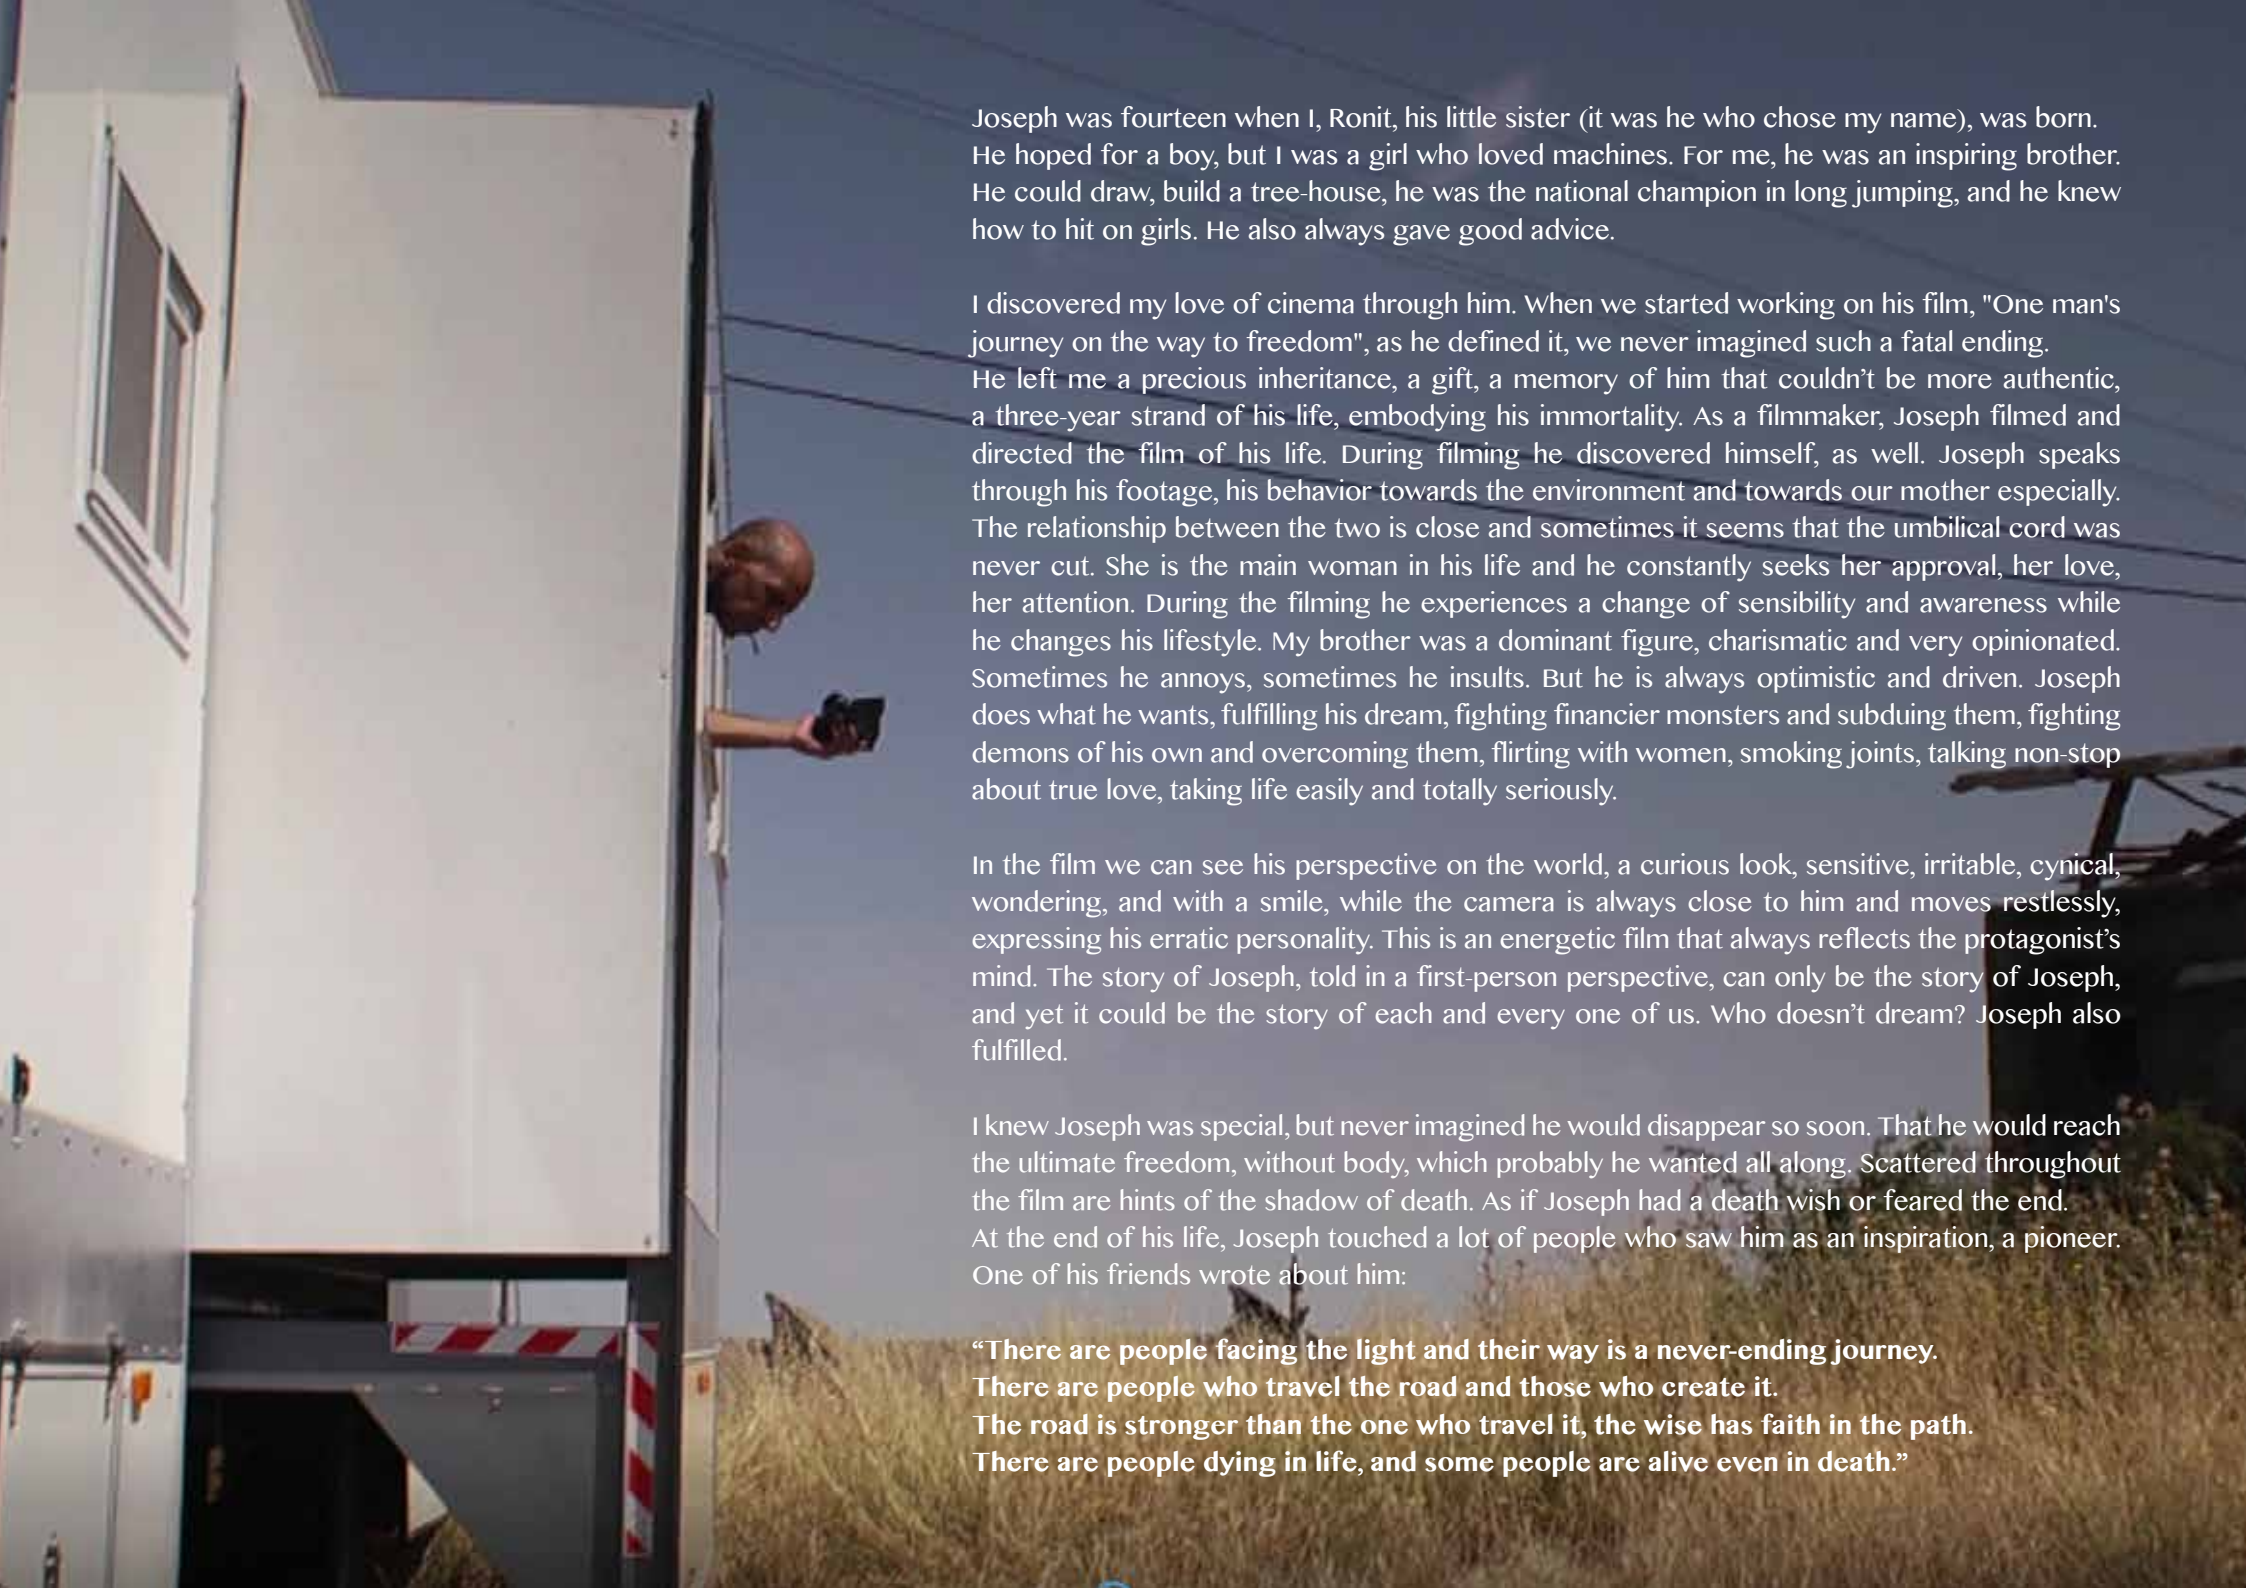 Joseph was fourteen when I, Ronit, his little sister (it was he who chose my name), was born.
He hoped for a boy, but I was a girl who loved machines. For me, he was an inspiring brother.
He could draw, build a tree-house, he was the national champion in long jumping, and he knew
how to hit on girls. He also always gave good advice.
I discovered my love of cinema through him. When we started working on his film, "One man's
journey on the way to freedom", as he defined it, we never imagined such a fatal ending.
He left me a precious inheritance, a gift, a memory of him that couldn’t be more authentic,
a three-year strand of his life, embodying his immortality. As a filmmaker, Joseph filmed and
directed the film of his life. During filming he discovered himself, as well. Joseph speaks
through his footage, his behavior towards the environment and towards our mother especially.
The relationship between the two is close and sometimes it seems that the umbilical cord was
never cut. She is the main woman in his life and he constantly seeks her approval, her love,
her attention. During the filming he experiences a change of sensibility and awareness while
he changes his lifestyle. My brother was a dominant figure, charismatic and very opinionated.
Sometimes he annoys, sometimes he insults. But he is always optimistic and driven. Joseph
does what he wants, fulfilling his dream, fighting financier monsters and subduing them, fighting
demons of his own and overcoming them, flirting with women, smoking joints, talking non-stop
about true love, taking life easily and totally seriously.
In the film we can see his perspective on the world, a curious look, sensitive, irritable, cynical,
wondering, and with a smile, while the camera is always close to him and moves restlessly,
expressing his erratic personality. This is an energetic film that always reflects the protagonist’s
mind. The story of Joseph, told in a first-person perspective, can only be the story of Joseph,
and yet it could be the story of each and every one of us. Who doesn’t dream? Joseph also
fulfilled.
I knew Joseph was special, but never imagined he would disappear so soon. That he would reach
the ultimate freedom, without body, which probably he wanted all along. Scattered throughout
the film are hints of the shadow of death. As if Joseph had a death wish or feared the end.
At the end of his life, Joseph touched a lot of people who saw him as an inspiration, a pioneer.
One of his friends wrote about him:
“There are people facing the light and their way is a never-ending journey.
There are people who travel the road and those who create it.
The road is stronger than the one who travel it, the wise has faith in the path.
There are people dying in life, and some people are alive even in death.”